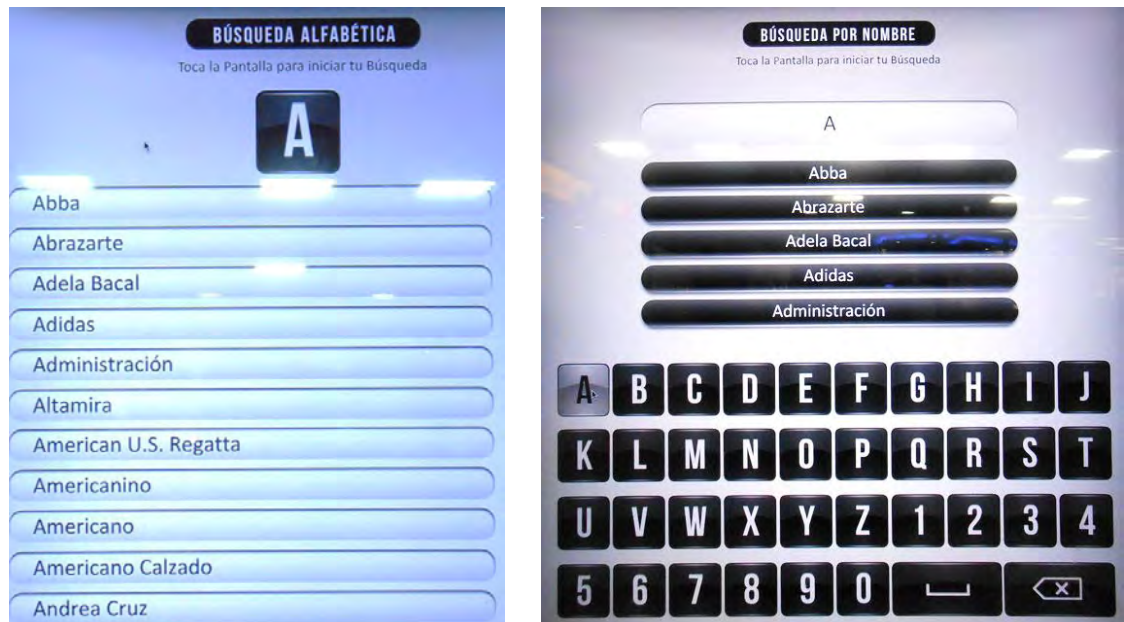 BÚSQUEDA ALFABÉTICA
Toca la Pantalla para iniciar tu Búsqueda
A
Abba
Abrazarte
Adela Bacal
Adidas
Administración
Altamira
American U.S. Regatta
Americanino
Americano
Americano Calzado
Andrea Cruz
BÚSQUEDA POR NOMBRE
Toca la Pantalla para iniciar tu Búsqueda
A
Abba
Abrazarte
Adela Bacal
Adidas
Administración
A B C D E F G H I J
K L M N O P Q R S T
U V W X Y Z 1 2 3 4
5 6 7 8 9 0